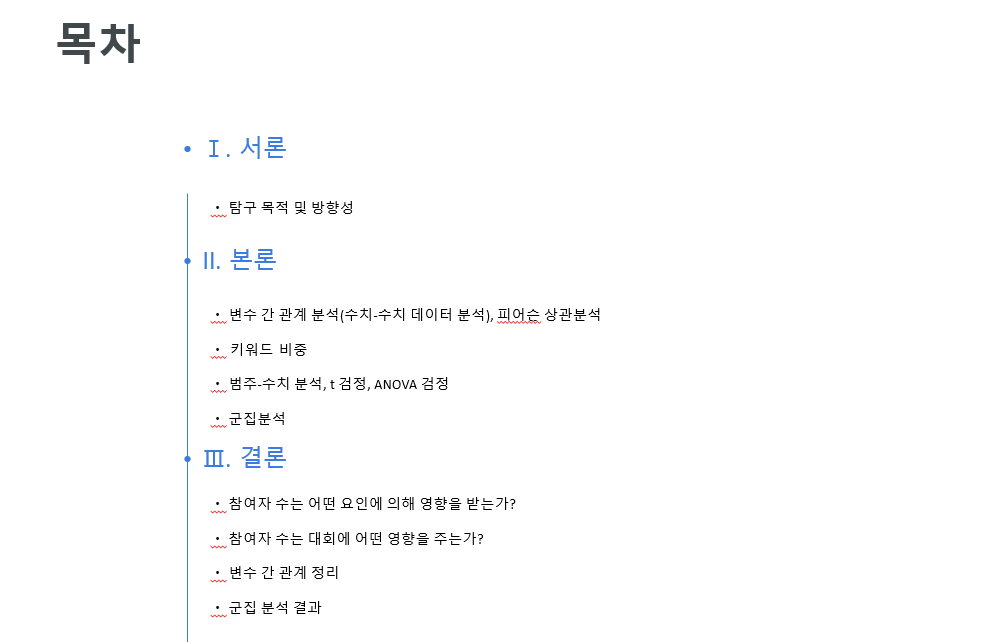 목차
• Ⅰ. 서론
• 탐구 목적 및 방향성
• II. 본론
• 변수 간 관계 분석(수치-수치 데이터 분석), 피어슨 상관분석
• 키워드 비중
• 범주-수치 분석, t 검정, ANOVA 검정
• 군집분석
• Ⅲ. 결론
• 참여자 수는 어떤 요인에 의해 영향을 받는가?
• 참여자 수는 대회에 어떤 영향을 주는가?
• 변수 간 관계 정리
• 군집 분석 결과